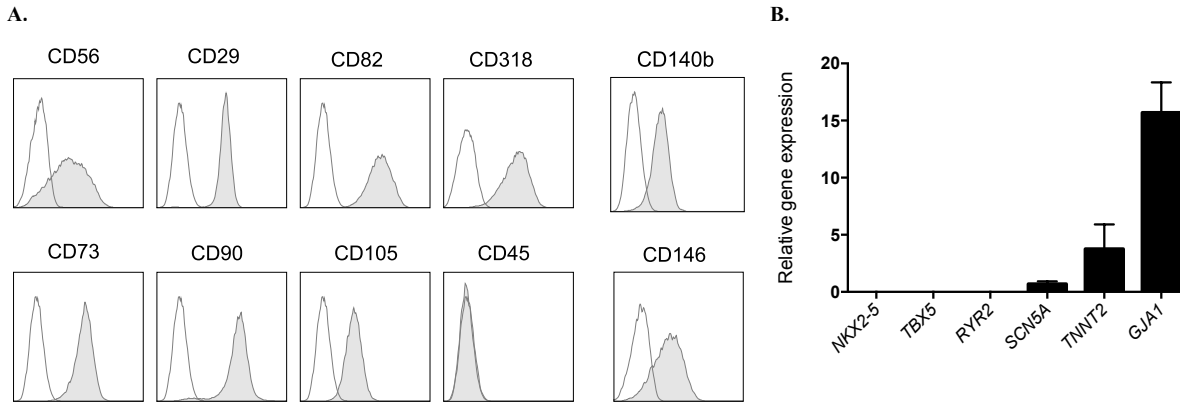 A.
B.
CD56 CD29 CD82 CD318 CD140b
CD73 CD90 CD105 CD45 CD146
Relative gene expression
20
15
10
5
0
NKX2-5 TBX5 RYR2 SCN5A TNNT2 GJA1